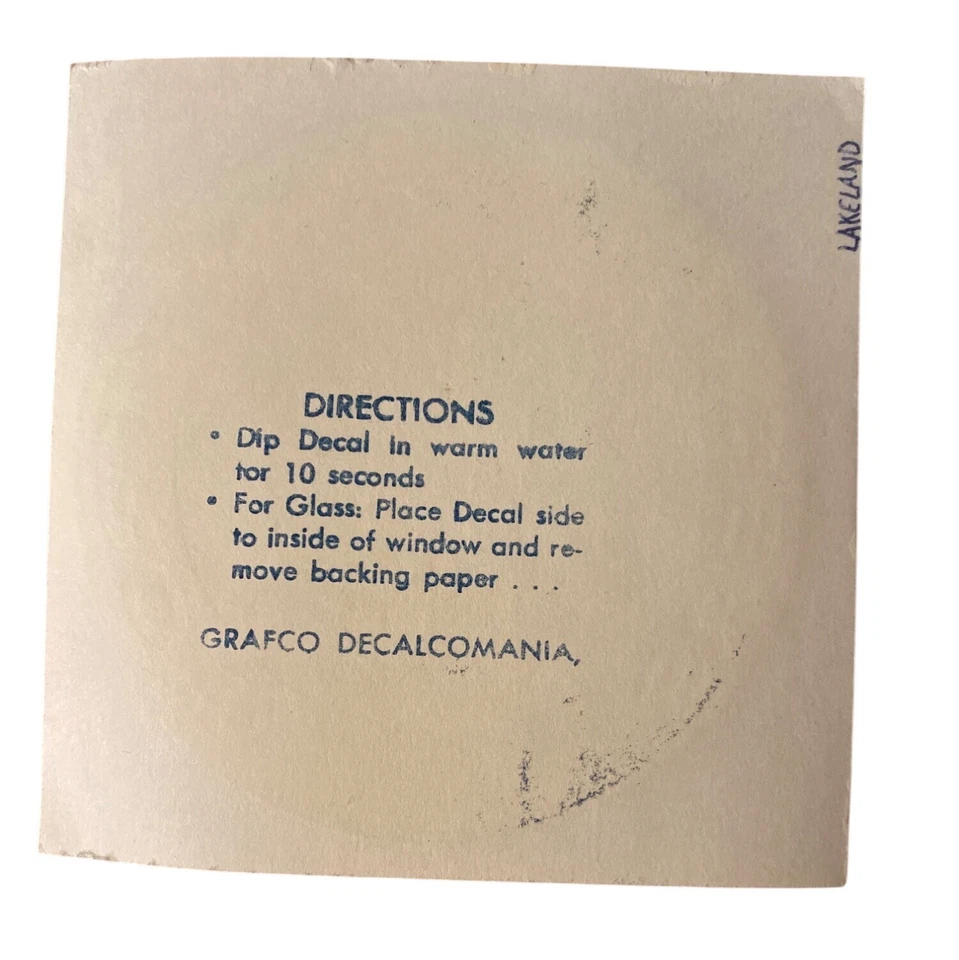 LAKELAND
DIRECTIONS
• Dip Decal in warm water
for 10 seconds
• For Glass: Place Decal side
to inside of window and re-
move backing paper . . .
GRAFCO DECALCOMANIA,